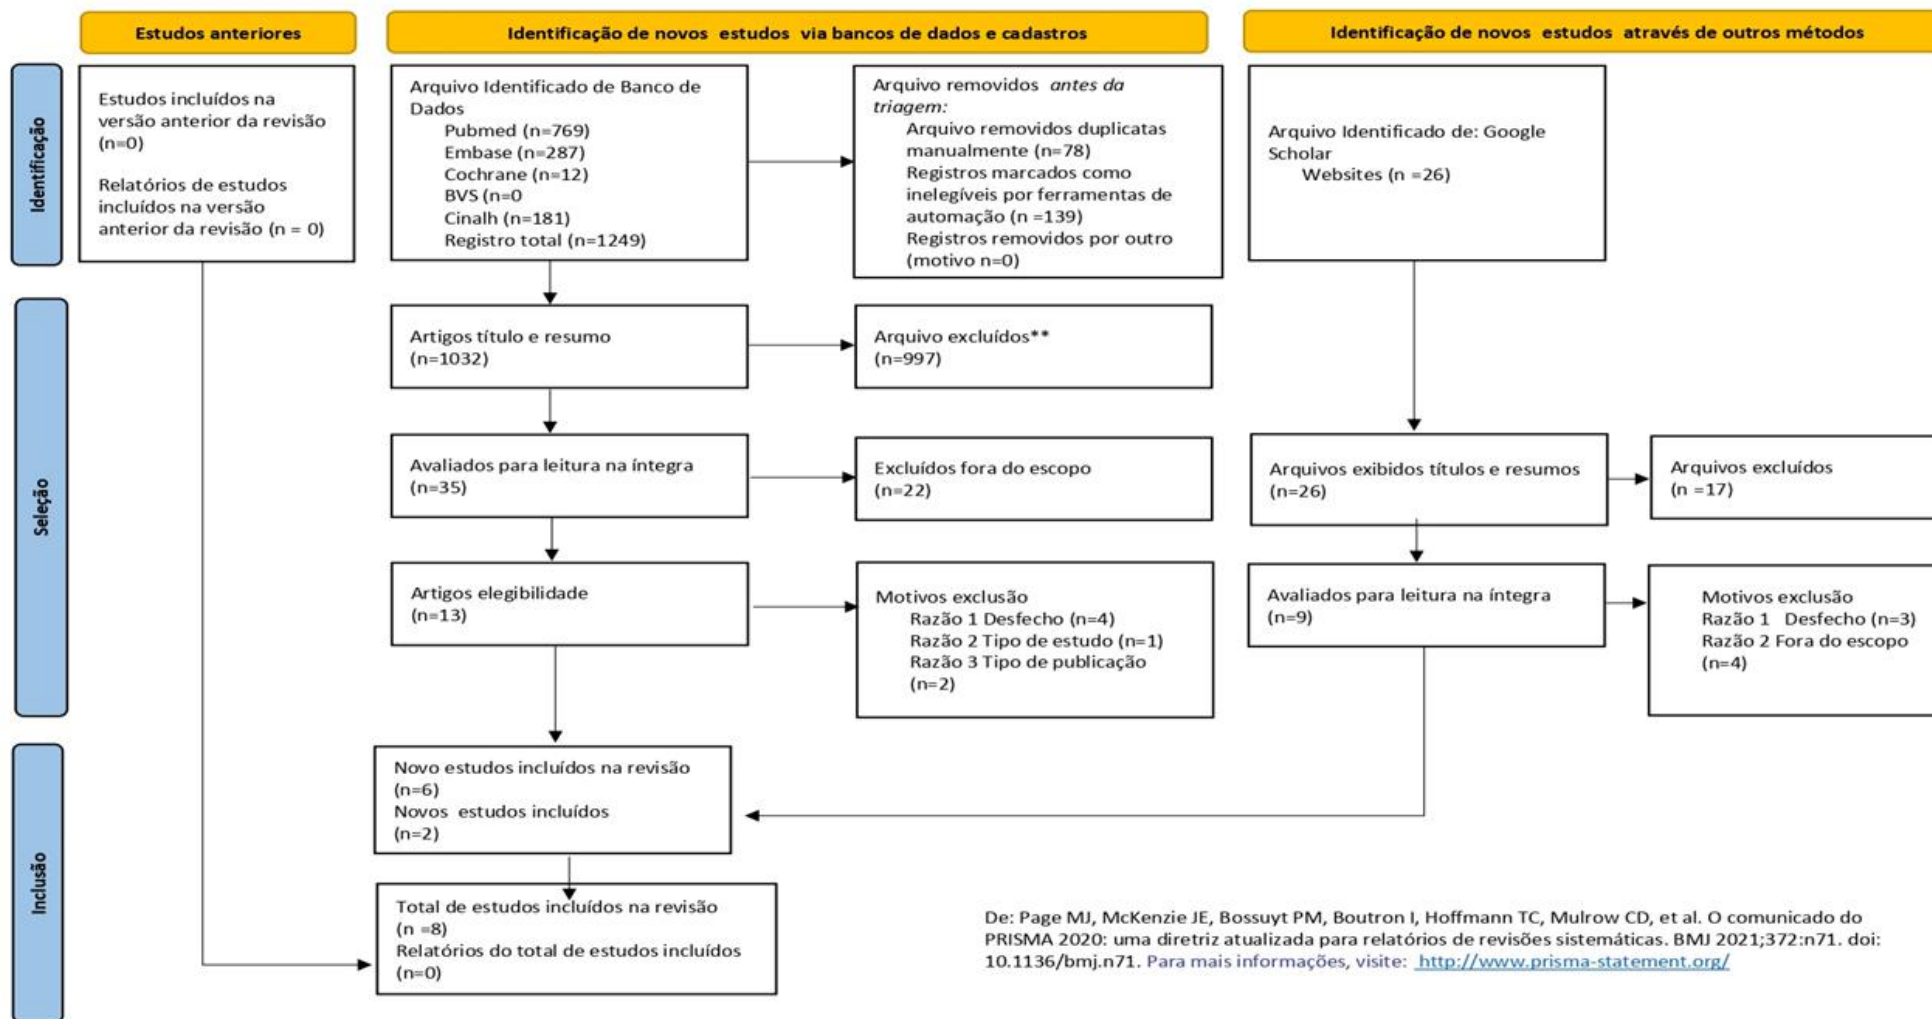 Estudos anteriores
Identificação de novos estudos via bancos de dados e cadastros
Identificação de novos estudos através de outros métodos
Identificação
Estudos incluídos na
versão anterior da revisão
(n=0)
Relatórios de estudos
incluídos na versão
anterior da revisão (n = 0)
Arquivo Identificado de Banco de
Dados
Pubmed (n=769)
Embase (n=287)
Cochrane (n=12)
BVS (n=0
Cinalh (n=181)
Registro total (n=1249)
Arquivo removidos antes da
triagem:
Arquivo removidos duplicatas
manualmente (n=78)
Registros marcados como
inelegíveis por ferramentas de
automação (n =139)
Registros removidos por outro
(motivo n=0)
Arquivo Identificado de: Google
Scholar
Websites (n =26)
Seleção
Artigos título e resumo
(n=1032)
Arquivo excluídos**
(n=997)
Avaliados para leitura na íntegra
(n=35)
Excluídos fora do escopo
(n=22)
Arquivos exibidos títulos e resumos
(n=26)
Arquivos excluídos
(n =17)
Artigos elegibilidade
(n=13)
Motivos exclusão
Razão 1 Desfecho (n=4)
Razão 2 Tipo de estudo (n=1)
Razão 3 Tipo de publicação
(n=2)
Avaliados para leitura na íntegra
(n=9)
Motivos exclusão
Razão 1 Desfecho (n=3)
Razão 2 Fora do escopo
(n=4)
Inclusão
Novo estudos incluídos na revisão
(n=6)
Novos estudos incluídos
(n=2)
Total de estudos incluídos na revisão
(n =8)
Relatórios do total de estudos incluídos
(n=0)
De: Page MJ, McKenzie JE, Bossuyt PM, Boutron I, Hoffmann TC, Mulrow CD, et al. O comunicado do
PRISMA 2020: uma diretriz atualizada para relatórios de revisões sistemáticas. BMJ 2021;372:n71. doi:
10.1136/bmj.n71. Para mais informações, visite: http://www.prisma-statement.org/